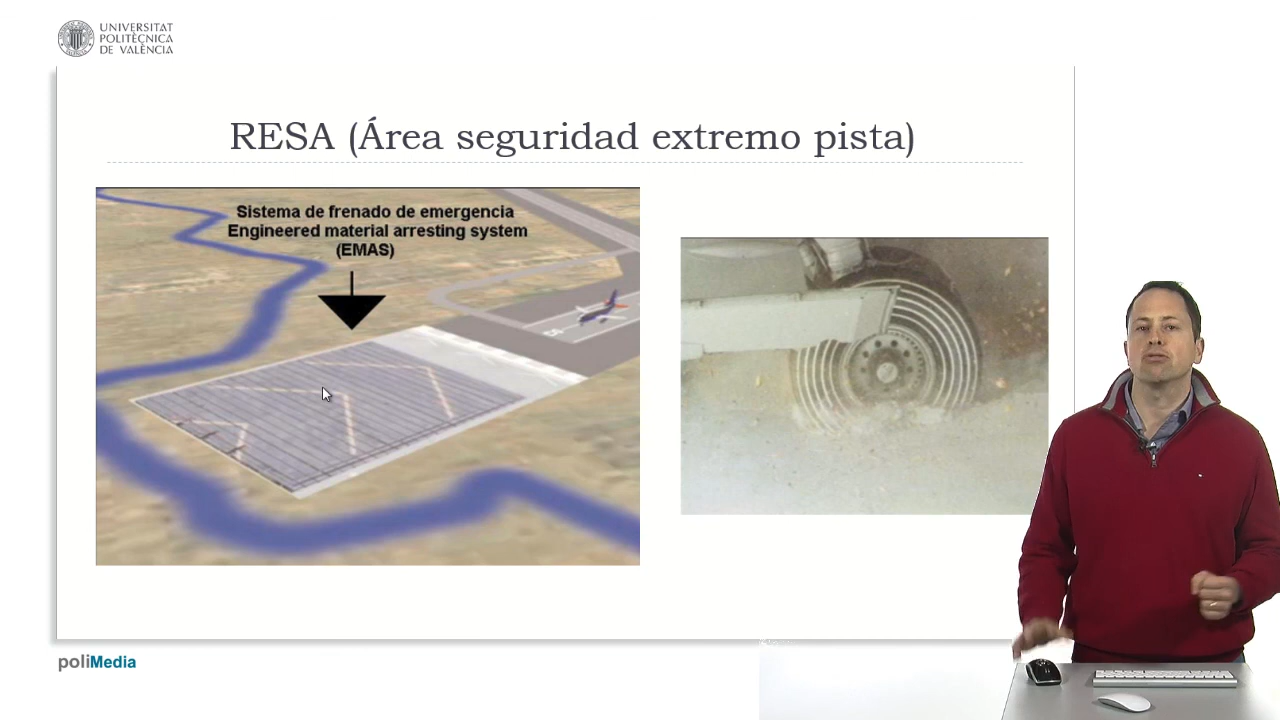 UNIVERSITAT
POLITÈCNICA
DE VALÈNCIA
RESA (Área seguridad extremo pista)
Sistema de frenado de emergencia
Engineered material arresting system
(EMAS)
poliMedia